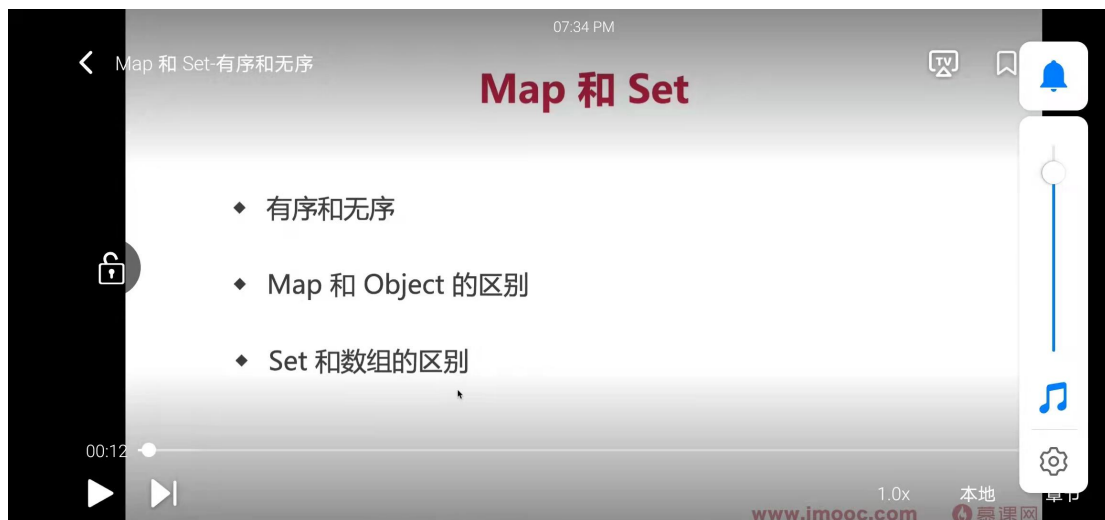 07:34 PM
Map 和 Set-有序和无序
TV
Map 和 Set
◆ 有序和无序
◆ Map 和 Object 的区别
◆ Set 和数组的区别
00:12
1.0x 本地 章节
www.imooc.com 慕课网